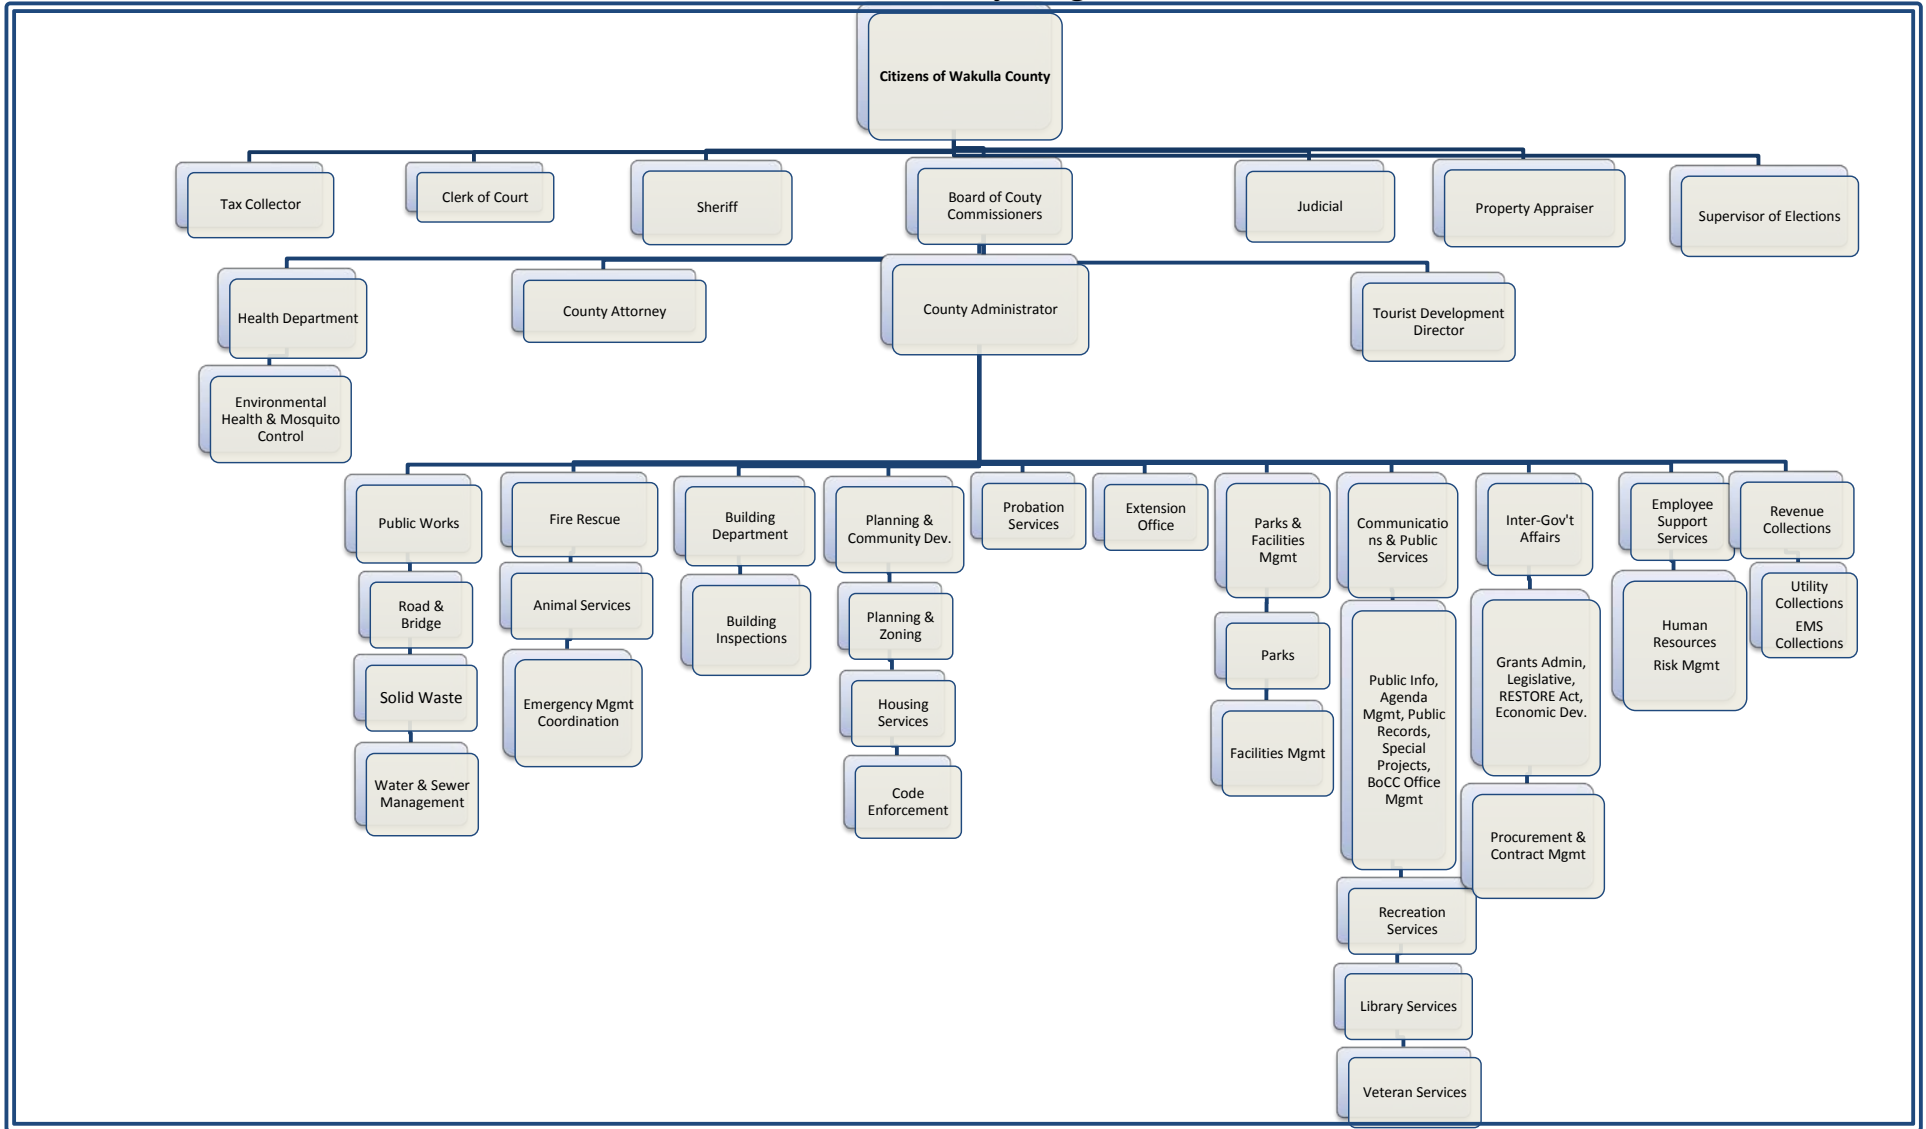 Citizens of Wakulla County
Tax Collector
Clerk of Court
Sheriff
Board of Couty
Commissioners
Judicial
Property Appraiser
Supervisor of Elections
Health Department
County Attorney
County Administrator
Tourist Development
Director
Environmental
Health & Mosquito
Control
Public Works
Road &
Bridge
Solid Waste
Water & Sewer
Management
Fire Rescue
Animal Services
Emergency Mgmt
Coordination
Building
Department
Building
Inspections
Planning &
Community Dev.
Planning &
Zoning
Housing
Services
Code
Enforcement
Probation
Services
Extension
Office
Parks &
Facilities
Mgmt
Parks
Facilities Mgmt
Communicatio
ns & Public
Services
Public Info,
Agenda
Mgmt, Public
Records,
Special
Projects,
BoCC Office
Mgmt
Recreation
Services
Library Services
Veteran Services
Inter-Gov't
Affairs
Grants Admin,
Legislative,
RESTORE Act,
Economic Dev.
Procurement &
Contract Mgmt
Employee
Support
Services
Human
Resources
Risk Mgmt
Revenue
Collections
Utility
Collections
EMS
Collections